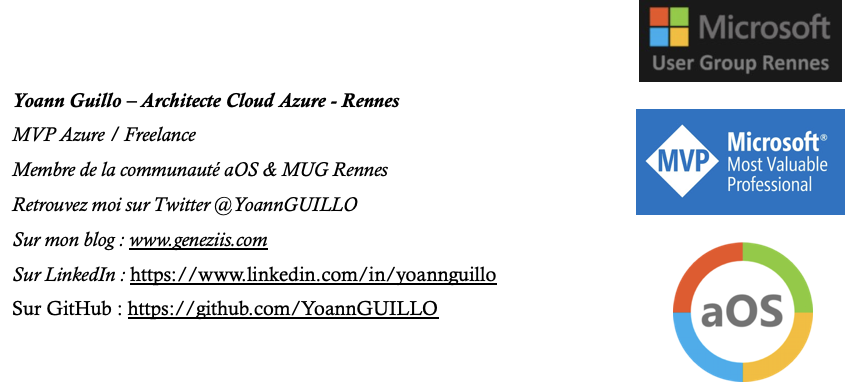 Microsoft
User Group Rennes
Yoann Guillo – Architecte Cloud Azure - Rennes
MVP Azure / Freelance
Membre de la communauté aOS & MUG Rennes
Retrouvez moi sur Twitter @YoannGUILLO
Sur mon blog : www.geneziis.com
Sur LinkedIn : https://www.linkedin.com/in/yoannguillo
Sur GitHub : https://github.com/YoannGUILLO
MVP
Microsoft®
Most Valuable
Professional
aOS